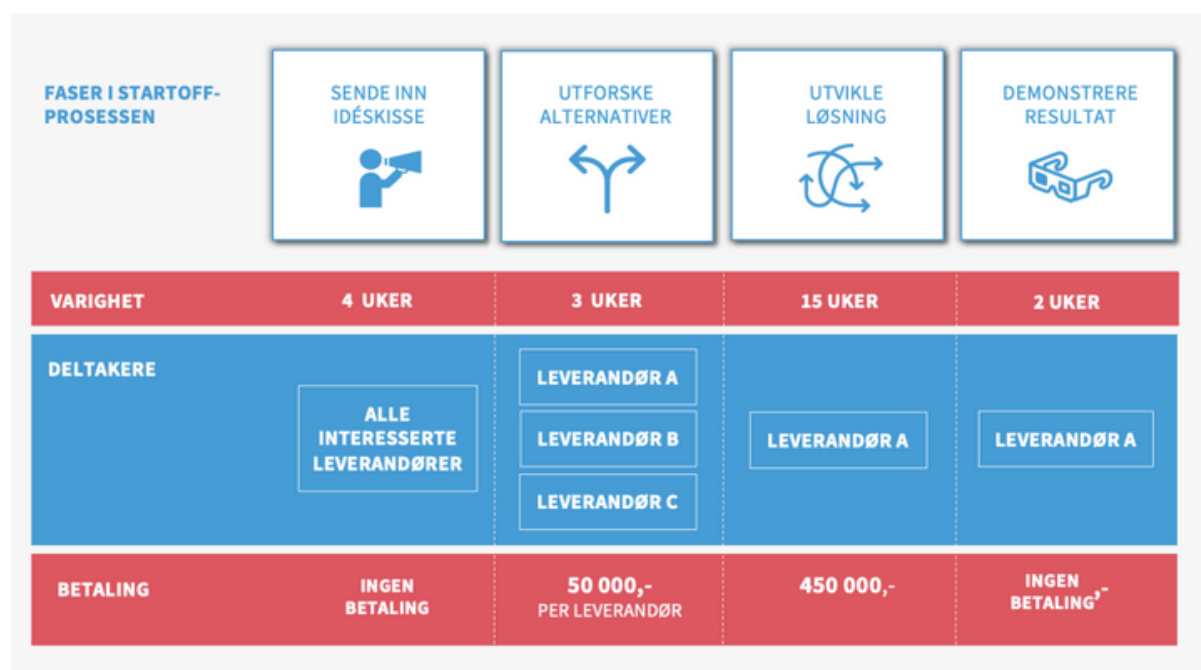 FASER I STARTOFF-
PROSESSEN
SENDE INN
IDÉSKISSE
UTFORSKE
ALTERNATIVER
UTVIKLE
LØSNING
DEMONSTRERE
RESULTAT
VARIGHET
4 UKER
3 UKER
15 UKER
2 UKER
DELTAKERE
ALLE
INTERESSERTE
LEVERANDØRER
LEVERANDØR A
LEVERANDØR B
LEVERANDØR C
LEVERANDØR A
LEVERANDØR A
BETALING
INGEN
BETALING
50 000,-
PER LEVERANDØR
450 000,-
INGEN
BETALING,-